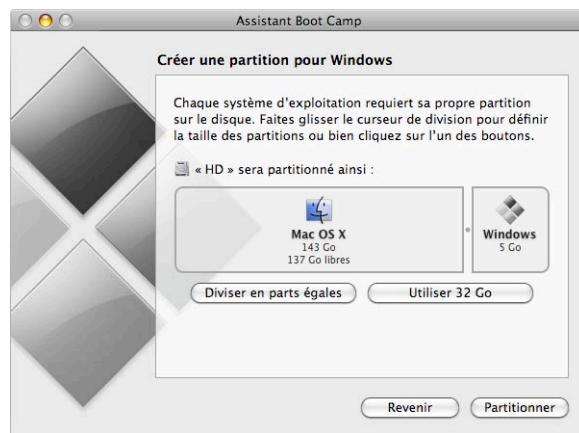 Assistant Boot Camp
Créer une partition pour Windows
Chaque système d'exploitation requiert sa propre partition
sur le disque. Faites glisser le curseur de division pour définir
la taille des partitions ou bien cliquez sur l'un des boutons.
« HD » sera partitionné ainsi :
Mac OS X
143 Go
137 Go libres
Windows
5 Go
Diviser en parts égales
Utiliser 32 Go
Revenir
Partitionner